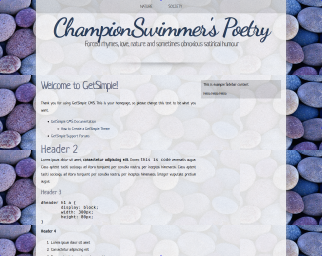 ChampionSwimmer's Poetry
Forced rhymes, love, nature and sometimes obnoxious satirical humour
Welcome to GetSimple!
This is example Sidebar content
Thank you for using GetSimple CMS. This is your homepage, so please change this text to be what you
want.
GetSimple CMS Documentation
How to Create a GetSimple Theme
GetSimple Support Forums
Header 2
Lorem ipsum dolor sit amet, consectetur adipiscing elit. Donec this is code venenatis augue.
Class aptent taciti sociosqu ad litora torquent per conubia nostra, per inceptos himenaeos. Class aptent
taciti sociosqu ad litora torquent per conubia nostra, per inceptos himenaeos. Integer vulputate pretium
augue.
Header 3
#header h1 a {
display: block;
width: 300px;
height: 80px;
}
Header 4
1. Lorem ipsum dolor sit amet
2. Consectetur adipiscing elit